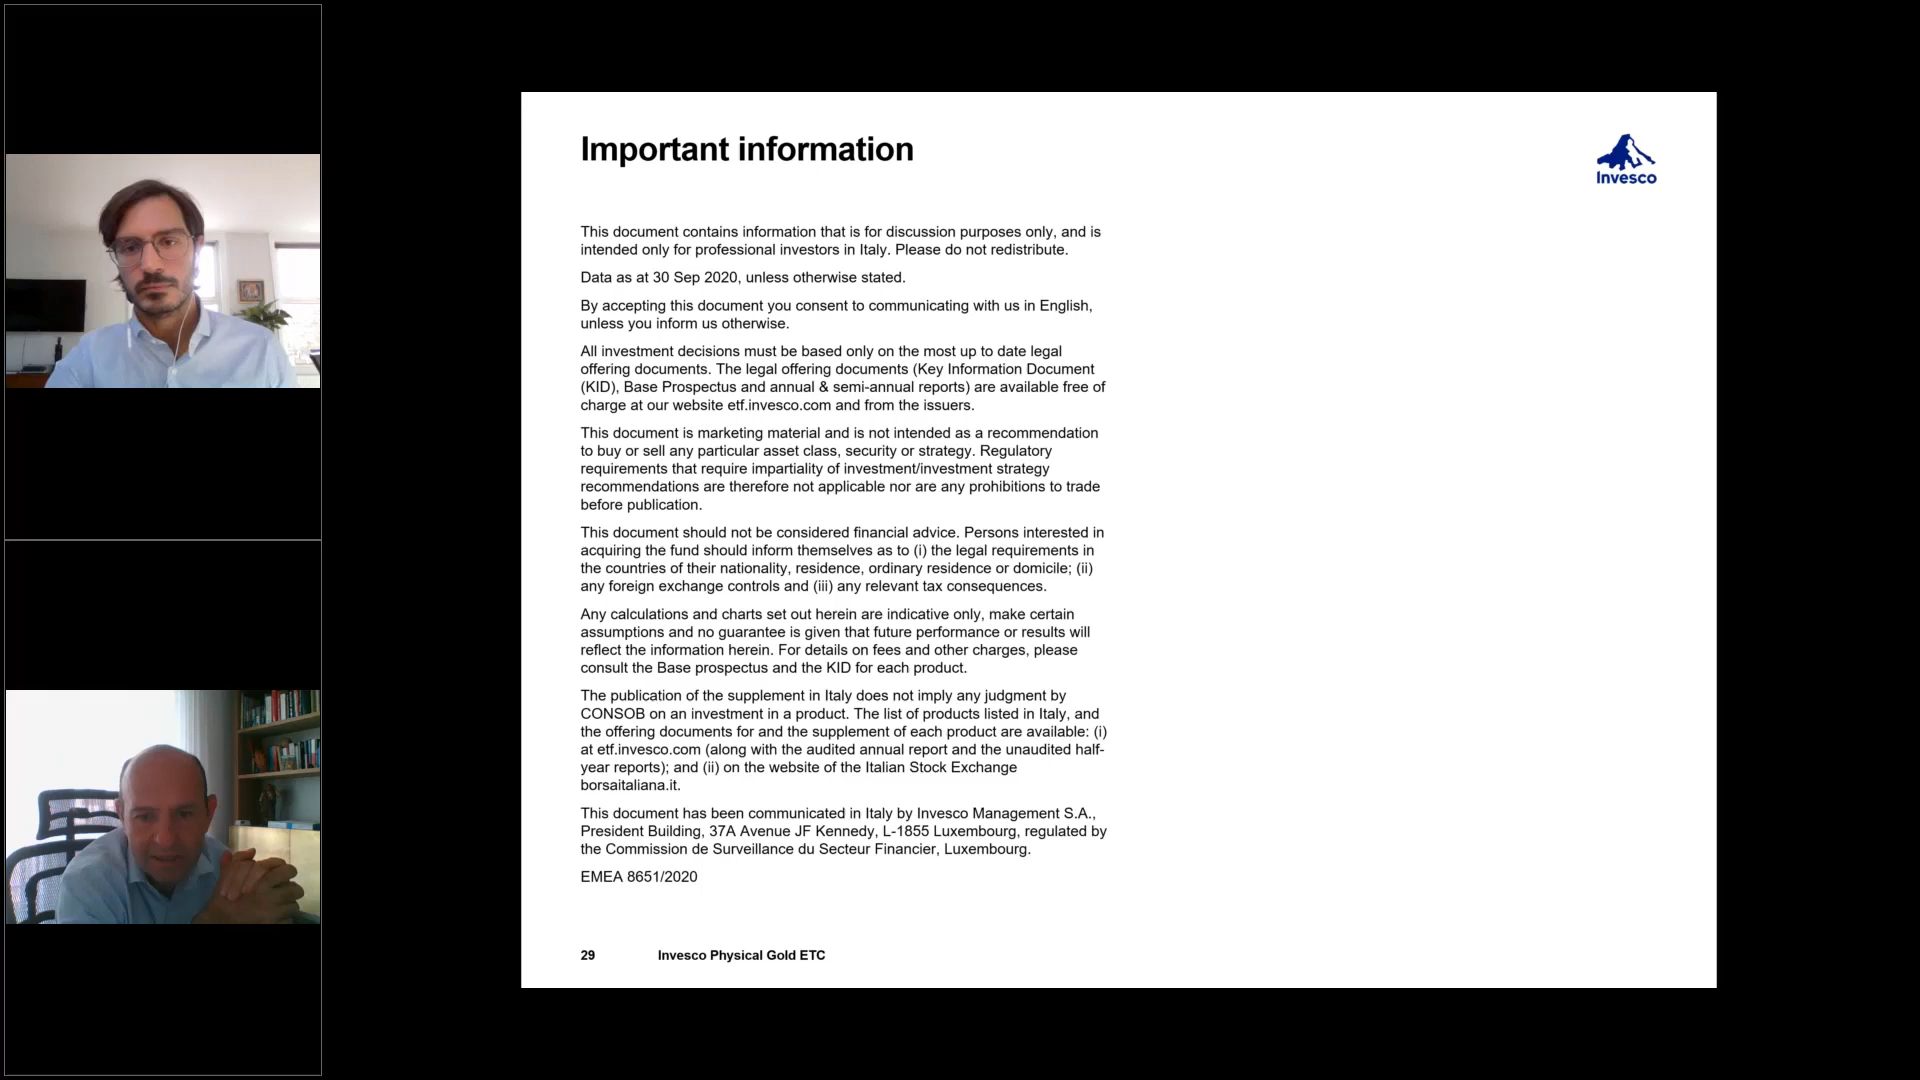 Important information
Invesco
This document contains information that is for discussion purposes only, and is
intended only for professional investors in Italy. Please do not redistribute.
Data as at 30 Sep 2020, unless otherwise stated.
By accepting this document you consent to communicating with us in English,
unless you inform us otherwise.
All investment decisions must be based only on the most up to date legal
offering documents. The legal offering documents (Key Information Document
(KID), Base Prospectus and annual & semi-annual reports) are available free of
charge at our website etf.invesco.com and from the issuers.
This document is marketing material and is not intended as a recommendation
to buy or sell any particular asset class, security or strategy. Regulatory
requirements that require impartiality of investment/investment strategy
recommendations are therefore not applicable nor are any prohibitions to trade
before publication.
This document should not be considered financial advice. Persons interested in
acquiring the fund should inform themselves as to (i) the legal requirements in
the countries of their nationality, residence, ordinary residence or domicile; (ii)
any foreign exchange controls and (iii) any relevant tax consequences.
Any calculations and charts set out herein are indicative only, make certain
assumptions and no guarantee is given that future performance or results will
reflect the information herein. For details on fees and other charges, please
consult the Base prospectus and the KID for each product.
The publication of the supplement in Italy does not imply any judgment by
CONSOB on an investment in a product. The list of products listed in Italy, and
the offering documents for and the supplement of each product are available: (i)
at etf.invesco.com (along with the audited annual report and the unaudited half-
year reports); and (ii) on the website of the Italian Stock Exchange
borsaitaliana.it.
This document has been communicated in Italy by Invesco Management S.A.,
President Building, 37A Avenue JF Kennedy, L-1855 Luxembourg, regulated by
the Commission de Surveillance du Secteur Financier, Luxembourg.
EMEA 8651/2020
29 Invesco Physical Gold ETC